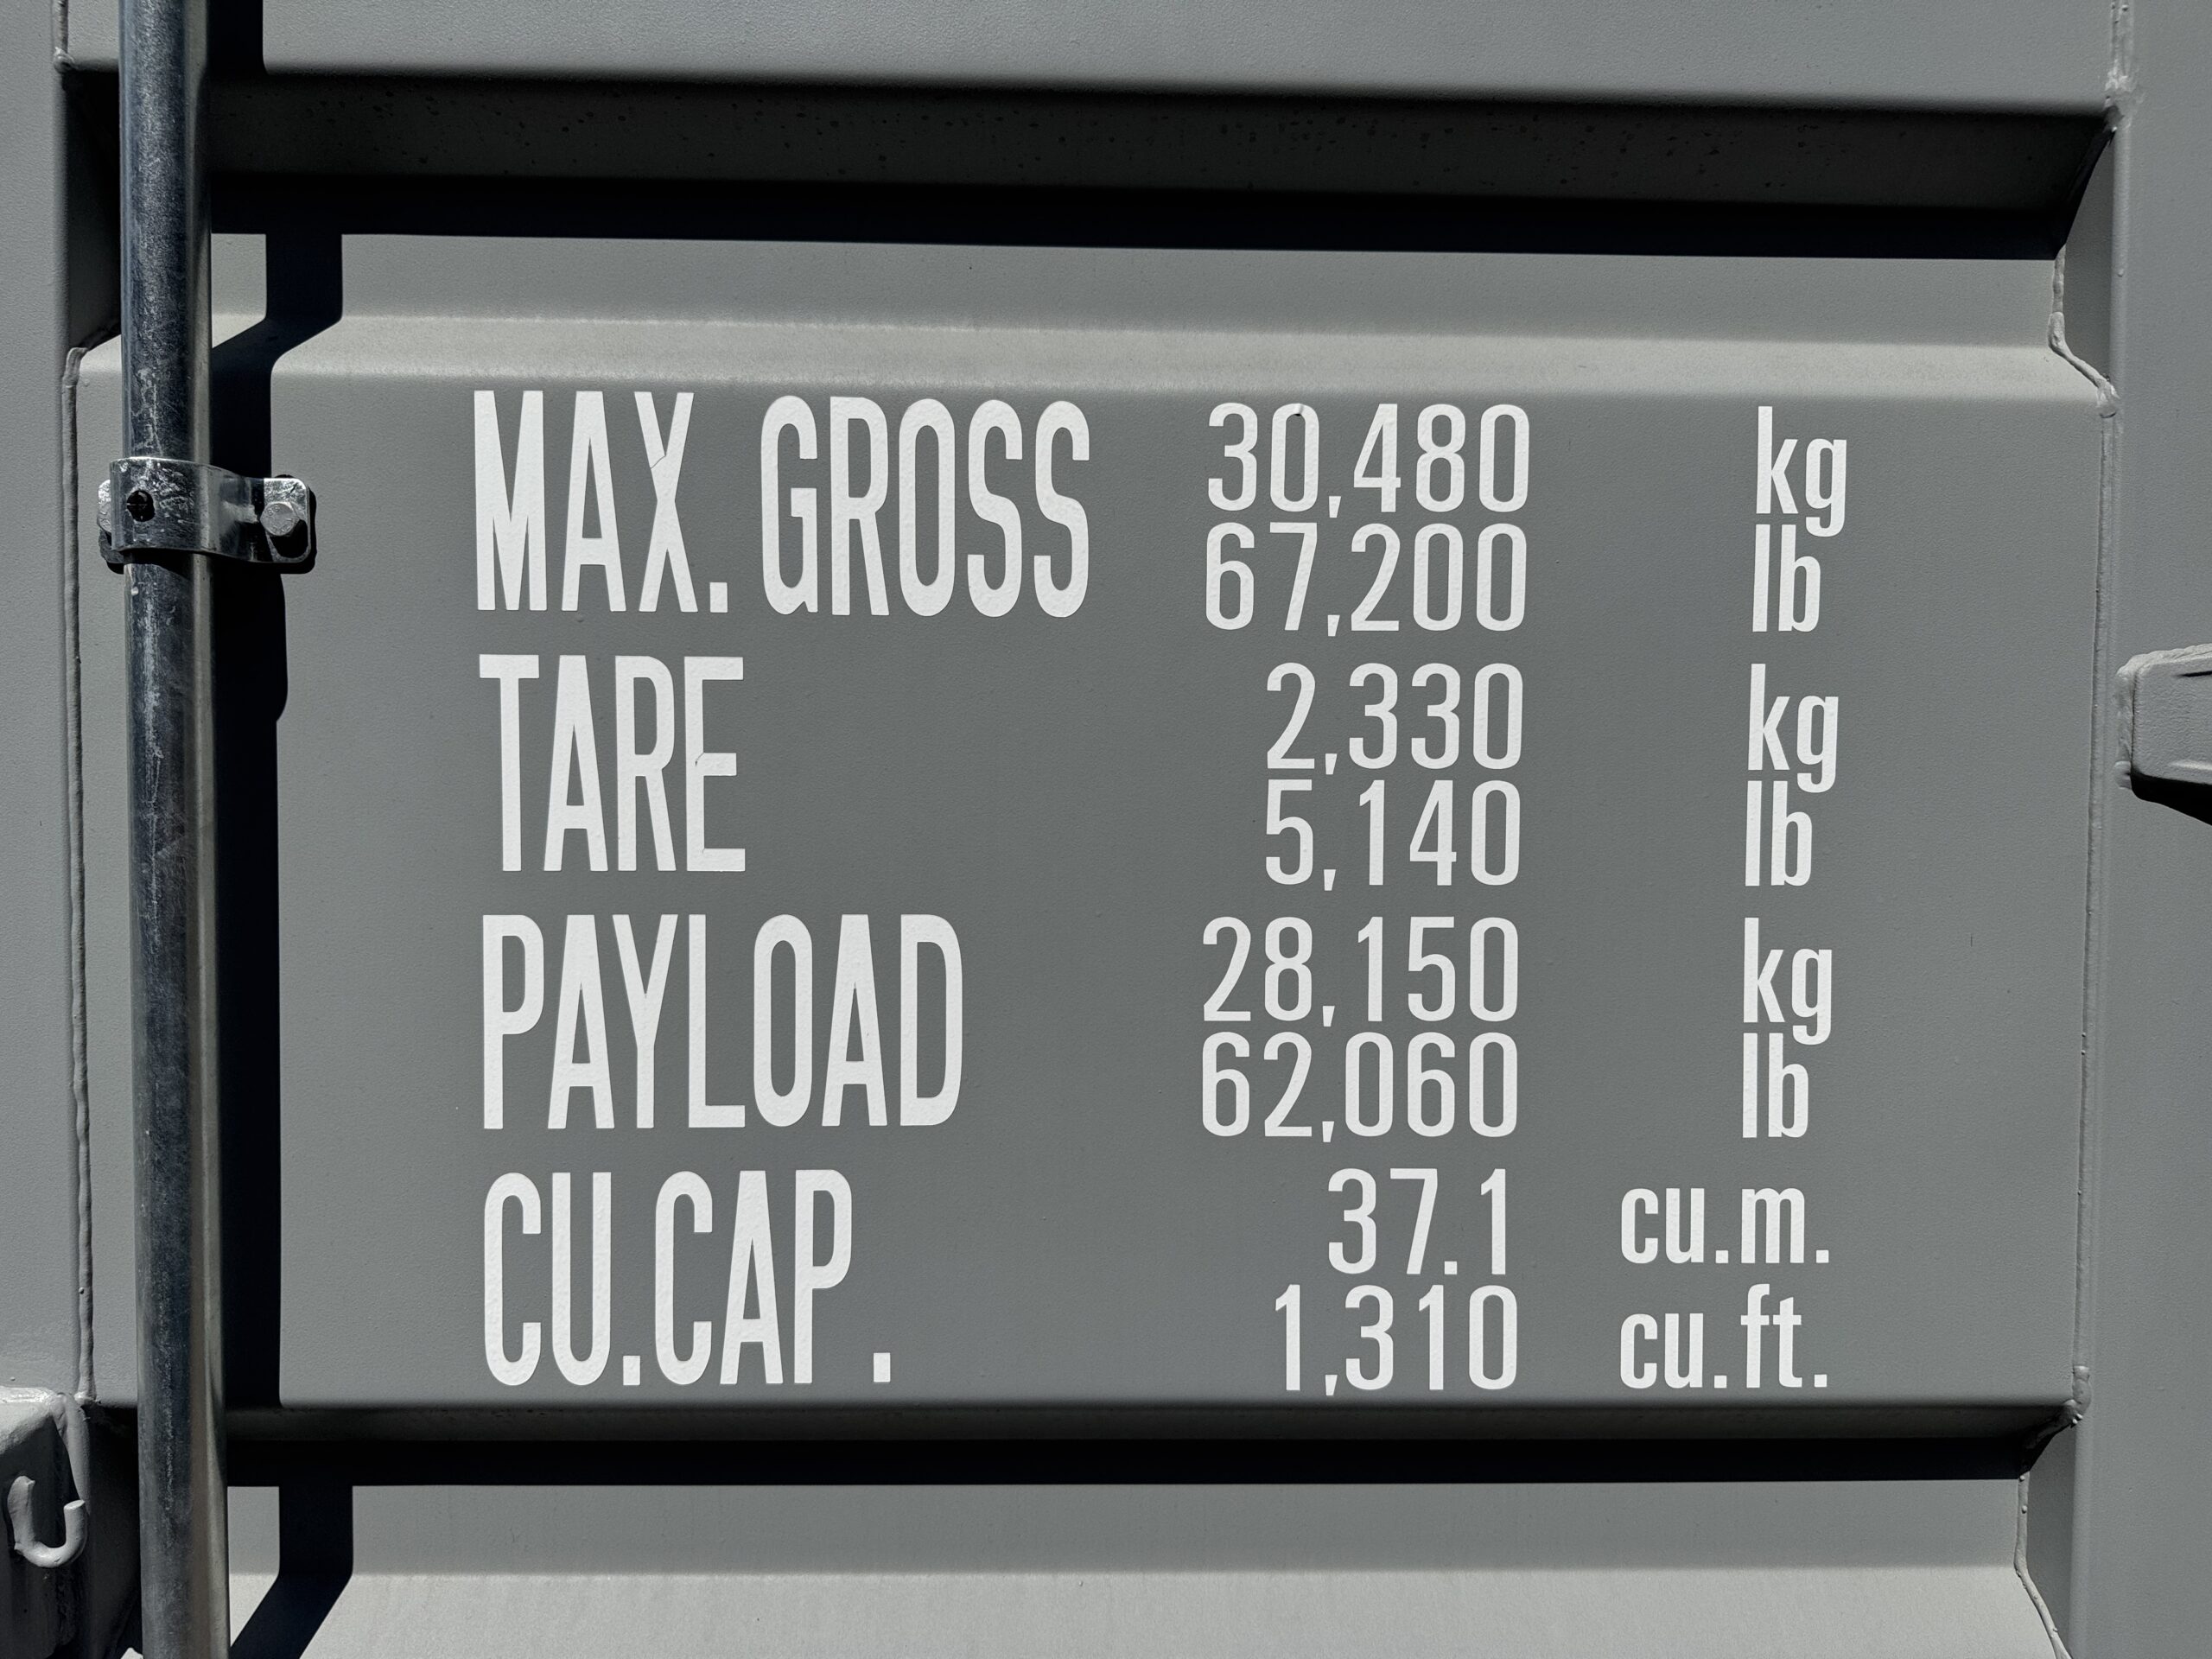 MAX. GROSS 30,480 kg
67,200 lb
TARE 2,330 kg
5,140 lb
PAYLOAD 28,150 kg
62,060 lb
CU.CAP. 37.1 cu.m.
1,310 cu.ft.